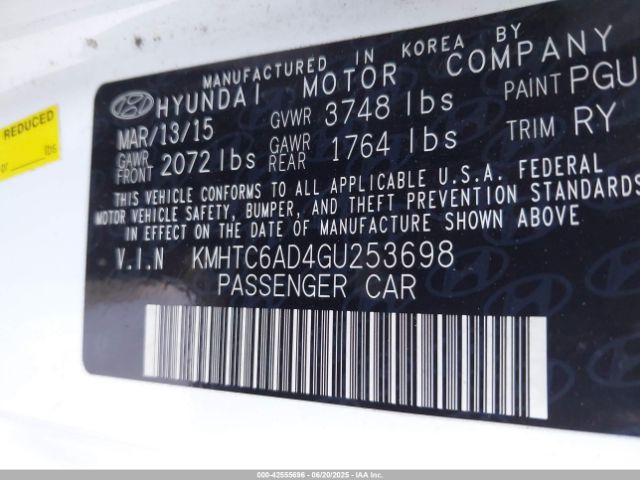 MANUFACTURED IN KOREA BY
HYUNDAI MOTOR COMPANY
MAR/13/15 GVWR 3748 lbs PAINT PGU
GAWR FRONT 2072 lbs GAWR REAR 1764 lbs TRIM RY
THIS VEHICLE CONFORMS TO ALL APPLICABLE U.S.A. FEDERAL
MOTOR VEHICLE SAFETY, BUMPER, AND THEFT PREVENTION STANDARDS
IN EFFECT ON THE DATE OF MANUFACTURE SHOWN ABOVE.
V.I.N KMHTC6AD4GU253698
PASSENGER CAR
REDUCED
or lbs
000-42555696 - 06/20/2025 - IAA Inc.